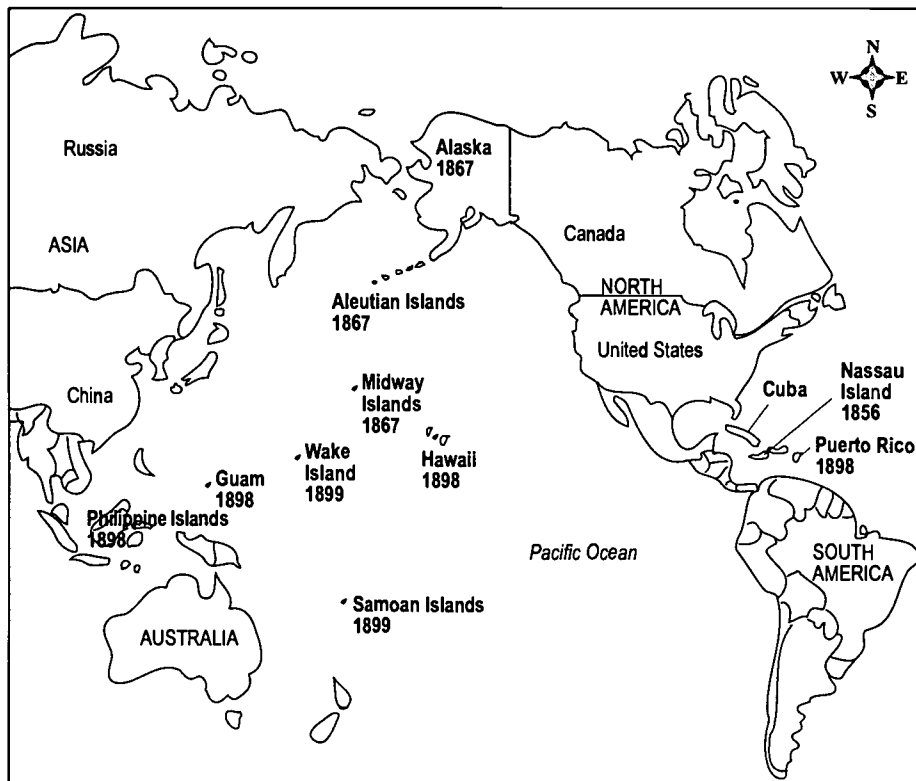 N
W E
S
Russia
Alaska
1867
ASIA
Canada
NORTH
AMERICA
Aleutian Islands
1867
United States
China
Midway
Islands
1867
Nassau
Island
1856
Cuba
Hawaii
1898
Wake
Island
1899
Guam
1898
Puerto Rico
1898
Philippine Islands
1898
Pacific Ocean
SOUTH
AMERICA
Samoan Islands
1899
AUSTRALIA